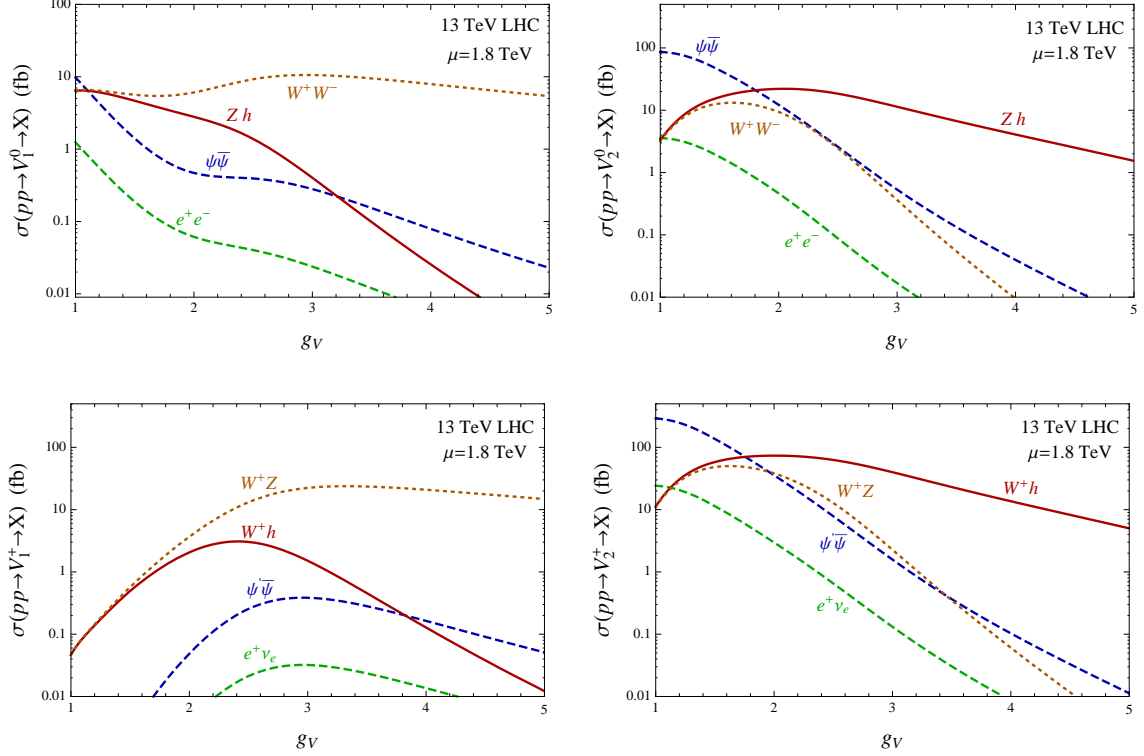 13 TeV LHC
μ=1.8 TeV
W⁺W⁻
Z h
ψψ̅
e⁺e⁻
100
10
1
0.1
0.01
1 2 3 4 5
g_V
σ(pp→V₁⁰→X) (fb)
13 TeV LHC
μ=1.8 TeV
ψψ̅
Z h
W⁺W⁻
e⁺e⁻
100
10
1
0.1
0.01
1 2 3 4 5
g_V
σ(pp→V₂⁰→X) (fb)
13 TeV LHC
μ=1.8 TeV
W⁺Z
W⁺h
ψ'ψ̅
e⁺ν_e
100
10
1
0.1
0.01
1 2 3 4 5
g_V
σ(pp→V₁⁺→X) (fb)
13 TeV LHC
μ=1.8 TeV
W⁺Z
W⁺h
ψ'ψ̅
e⁺ν_e
100
10
1
0.1
0.01
1 2 3 4 5
g_V
σ(pp→V₂⁺→X) (fb)